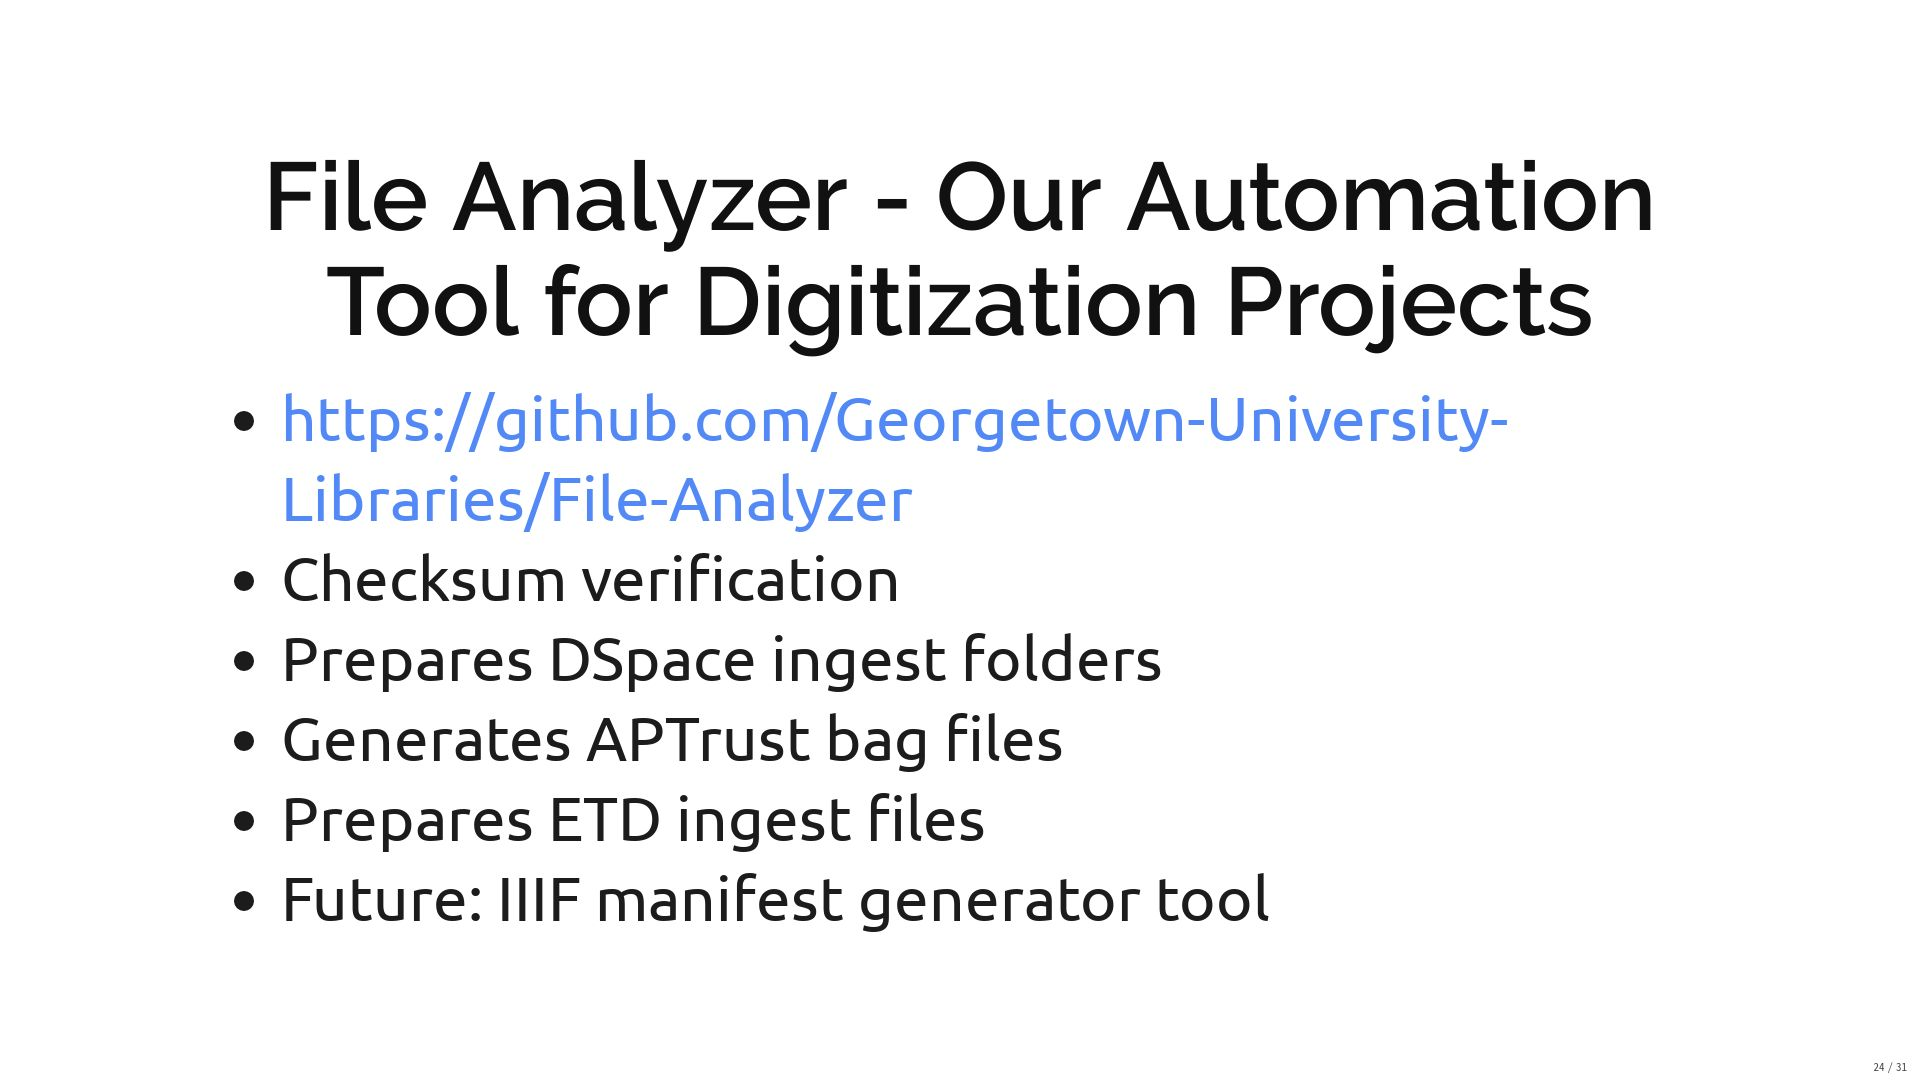 File Analyzer - Our Automation
Tool for Digitization Projects
• https://github.com/Georgetown-University-
Libraries/File-Analyzer
• Checksum verification
• Prepares DSpace ingest folders
• Generates APTrust bag files
• Prepares ETD ingest files
• Future: IIIF manifest generator tool
24 / 31